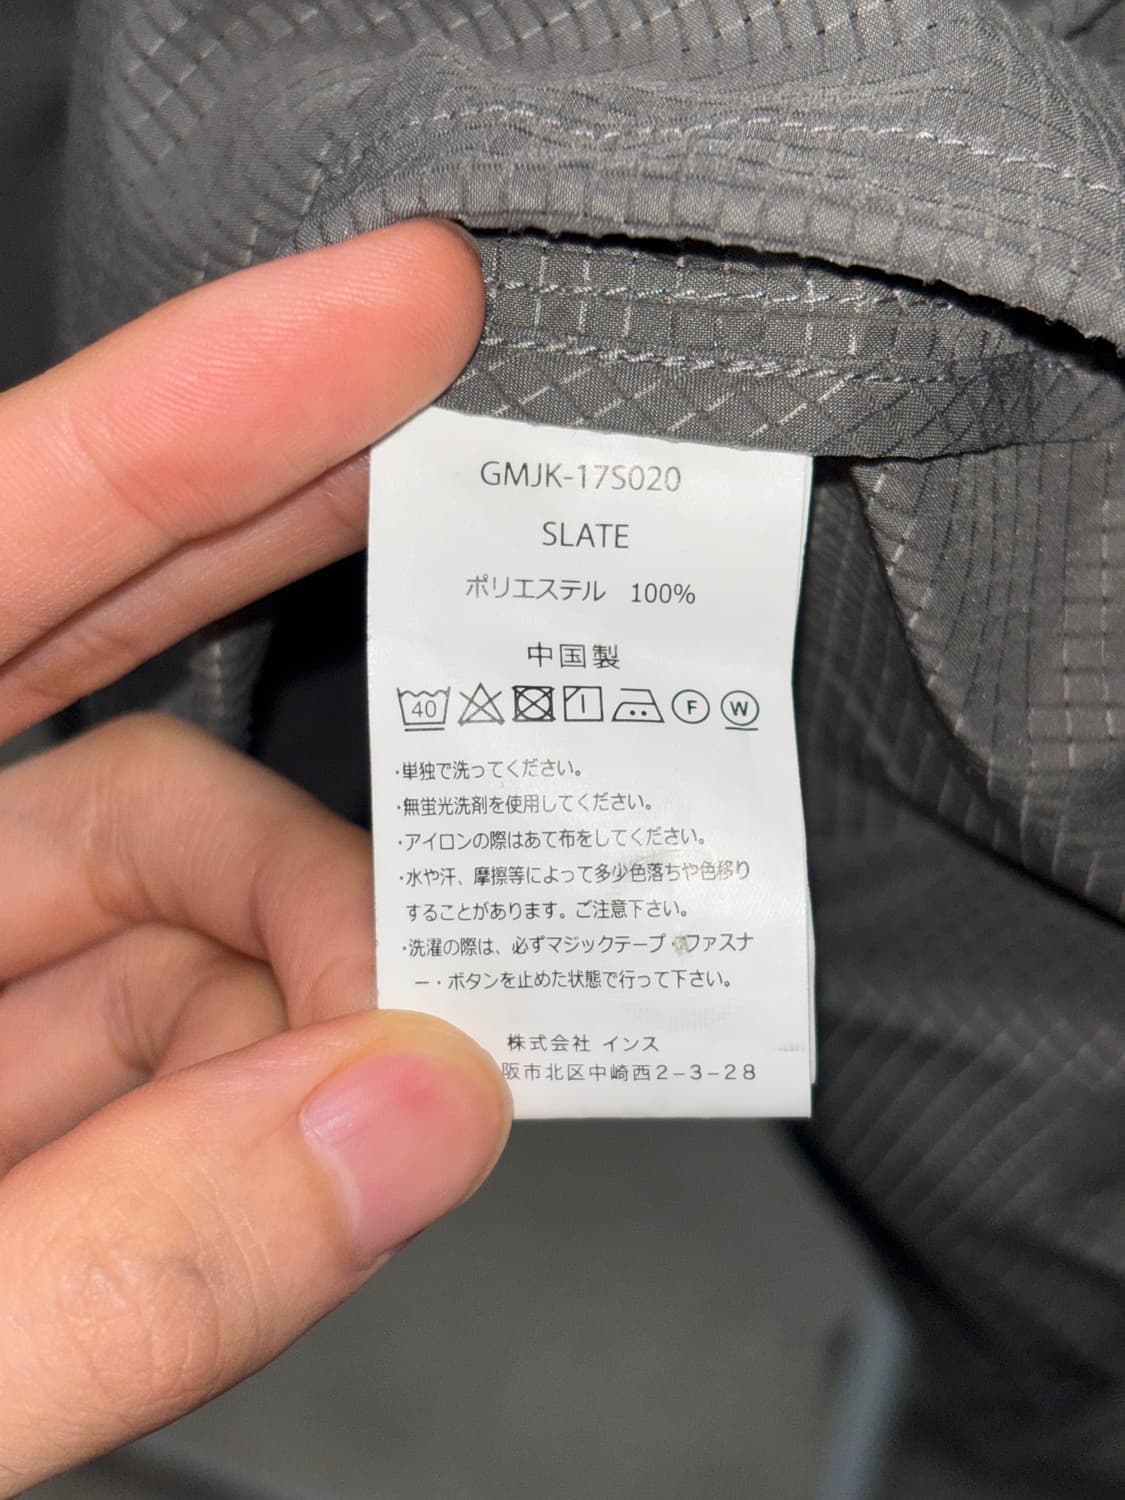 GMJK-17S020
SLATE
ポリエステル 100%
中国製
40 F W
・単独で洗ってください。
・無蛍光洗剤を使用してください。
・アイロンの際はあて布をしてください。
・水や汗、摩擦等によって多少色落ちや色移り
することがあります。ご注意下さい。
・洗濯の際は、必ずマジックテープ・ファスナ
ー・ボタンを止めた状態で行って下さい。
株式会社 インス
阪市北区中崎西2-3-28